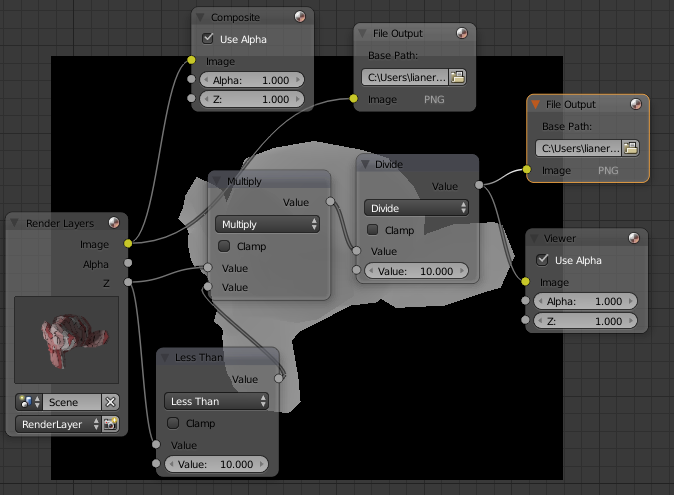 Composite
Use Alpha
Image
Alpha: 1.000
Z: 1.000
File Output
Base Path:
C:\Users\lianer...
Image PNG
File Output
Base Path:
C:\Users\lianer...
Image PNG
Render Layers
Image
Alpha
Z
Scene
RenderLayer
Multiply
Value
Multiply
Clamp
Value
Value
Divide
Value
Divide
Clamp
Value
Value: 10.000
Viewer
Use Alpha
Image
Alpha: 1.000
Z: 1.000
Less Than
Value
Less Than
Clamp
Value
Value: 10.000